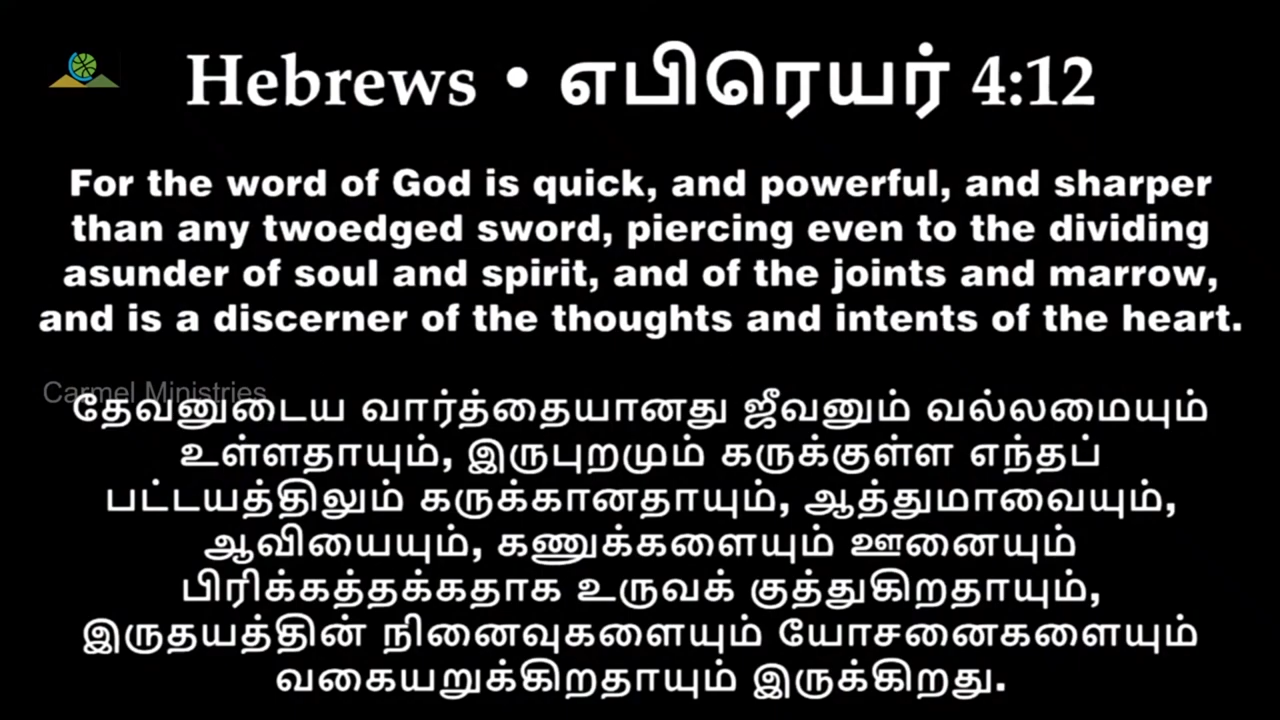 Hebrews • எபிரெயர் 4:12
For the word of God is quick, and powerful, and sharper
than any twoedged sword, piercing even to the dividing
asunder of soul and spirit, and of the joints and marrow,
and is a discerner of the thoughts and intents of the heart.
Carmel Ministries
தேவனுடைய வார்த்தையானது ஜீவனும் வல்லமையும்
உள்ளதாயும், இருபுறமும் கருக்குள்ள எந்தப்
பட்டயத்திலும் கருக்கானதாயும், ஆத்துமாவையும்,
ஆவியையும், கணுக்களையும் ஊனையும்
பிரிக்கத்தக்கதாக உருவக் குத்துகிறதாயும்,
இருதயத்தின் நினைவுகளையும் யோசனைகளையும்
வகையறுக்கிறதாயும் இருக்கிறது.